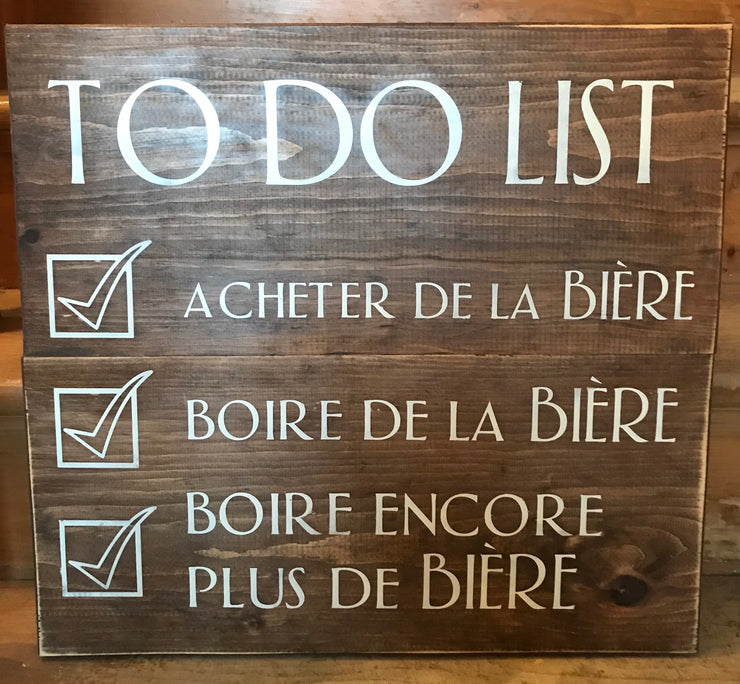 TO DO LIST
ACHETER DE LA BIÈRE
BOIRE DE LA BIÈRE
BOIRE ENCORE
PLUS DE BIÈRE